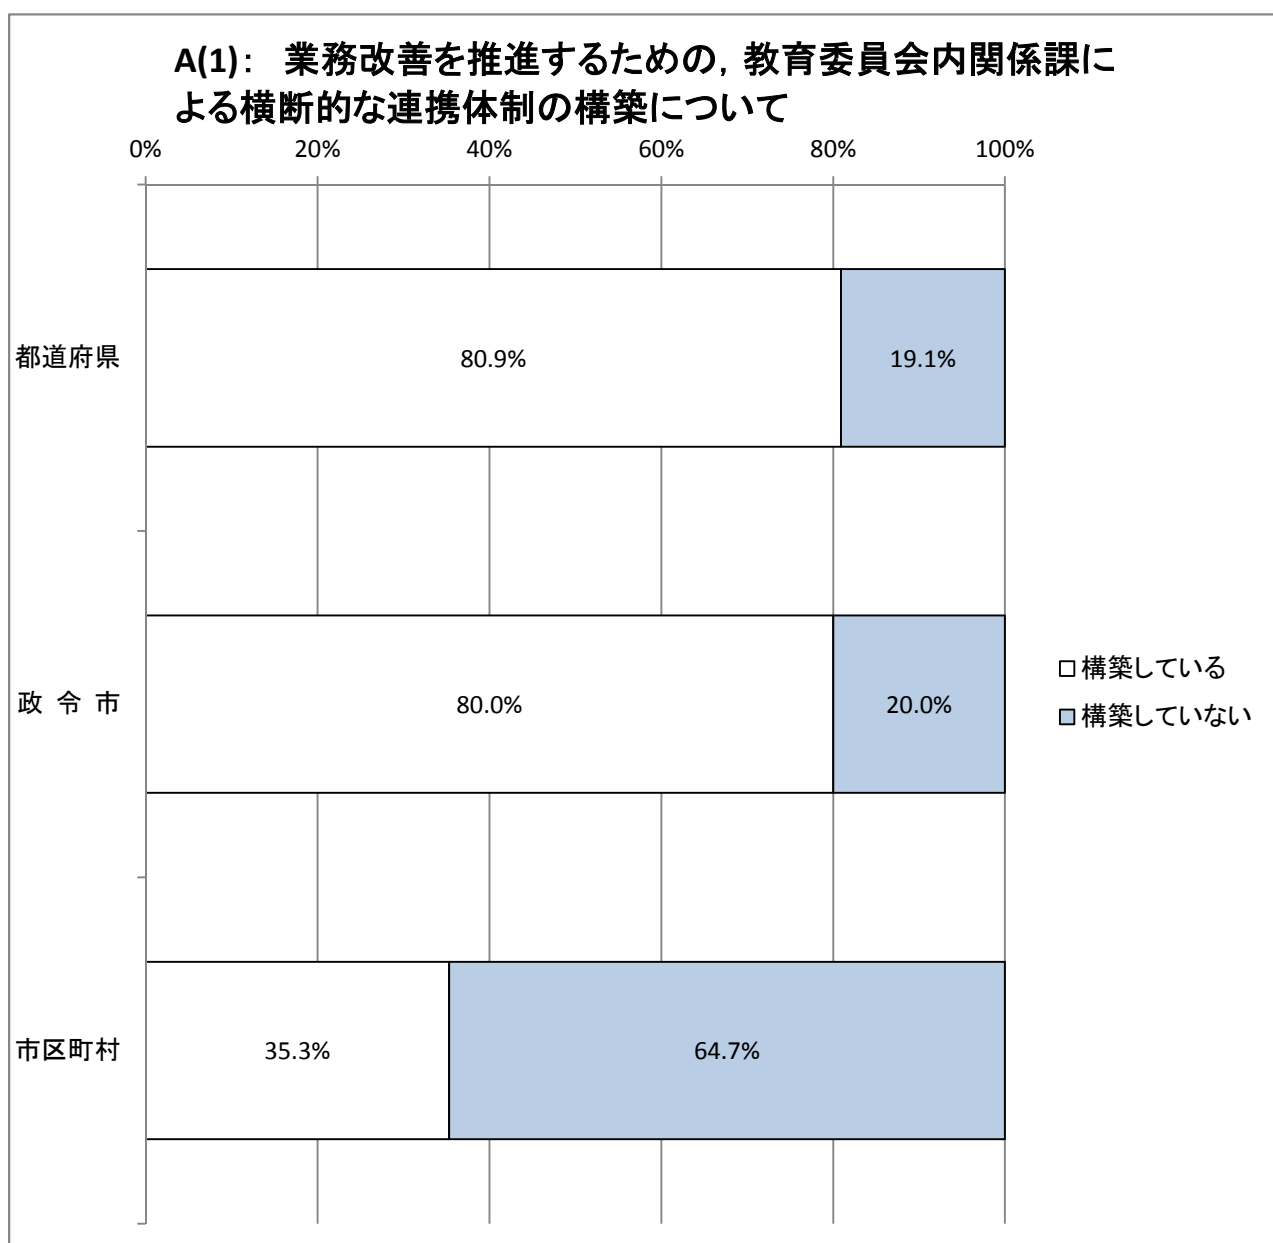 A(1)：　業務改善を推進するための，教育委員会内関係課に
よる横断的な連携体制の構築について
0% 20% 40% 60% 80% 100%
都道府県 80.9% 19.1%
政 令 市 80.0% 20.0%
構築している
構築していない
市区町村 35.3% 64.7%